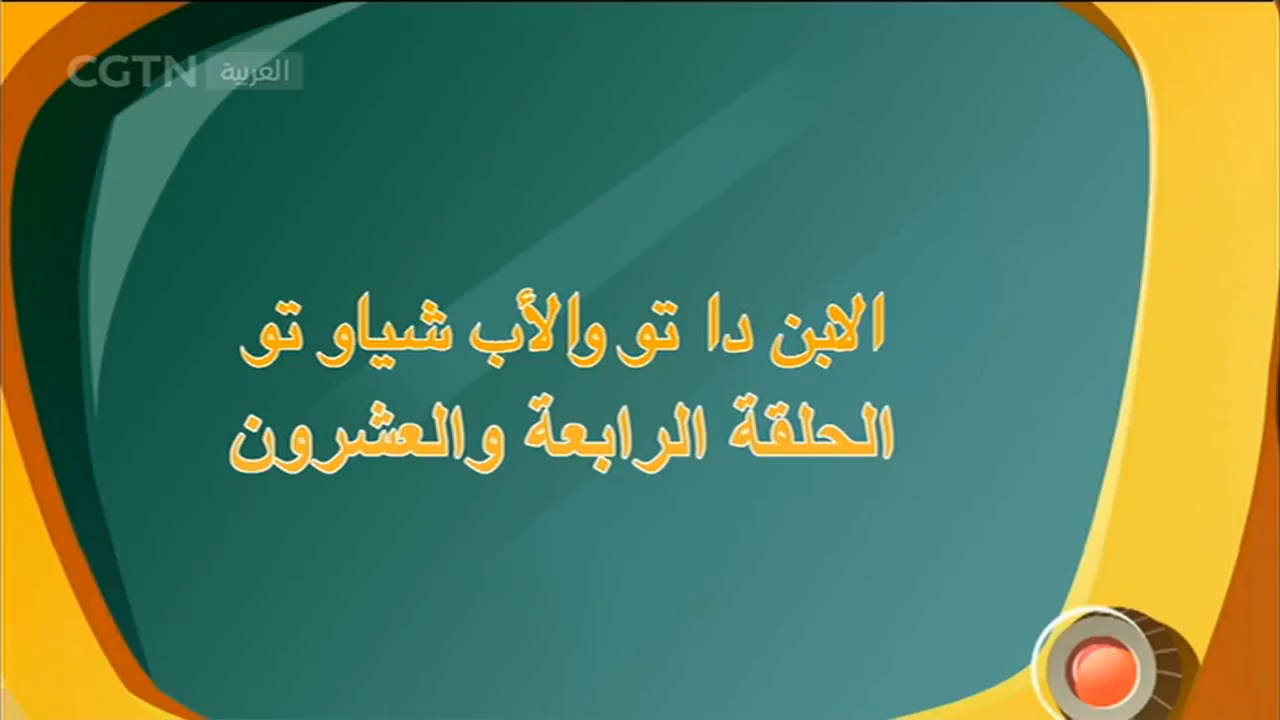 CGTN العربية
الابن دا تو والأب شياو تو
الحلقة الرابعة والعشرون